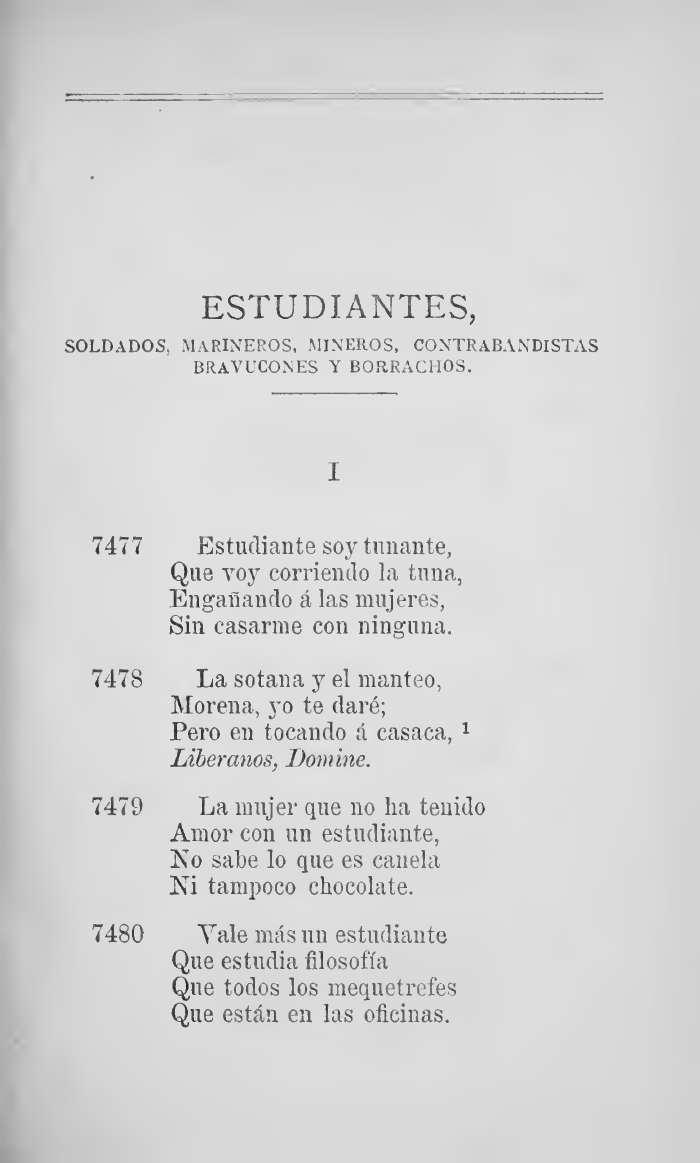 ESTUDIANTES,
SOLDADOS, MARINEROS, MINEROS, CONTRABANDISTAS
BRAVUCONES Y BORRACHOS.
I
7477 Estudiante soy tunante,
Que voy corriendo la tuna,
Engañando á las mujeres,
Sin casarme con ninguna.
7478 La sotana y el manteo,
Morena, yo te daré;
Pero en tocando á casaca, ¹
Liberanos, Domine.
7479 La mujer que no ha tenido
Amor con un estudiante,
No sabe lo que es canela
Ni tampoco chocolate.
7480 Vale más un estudiante
Que estudia filosofía
Que todos los mequetrefes
Que están en las oficinas.